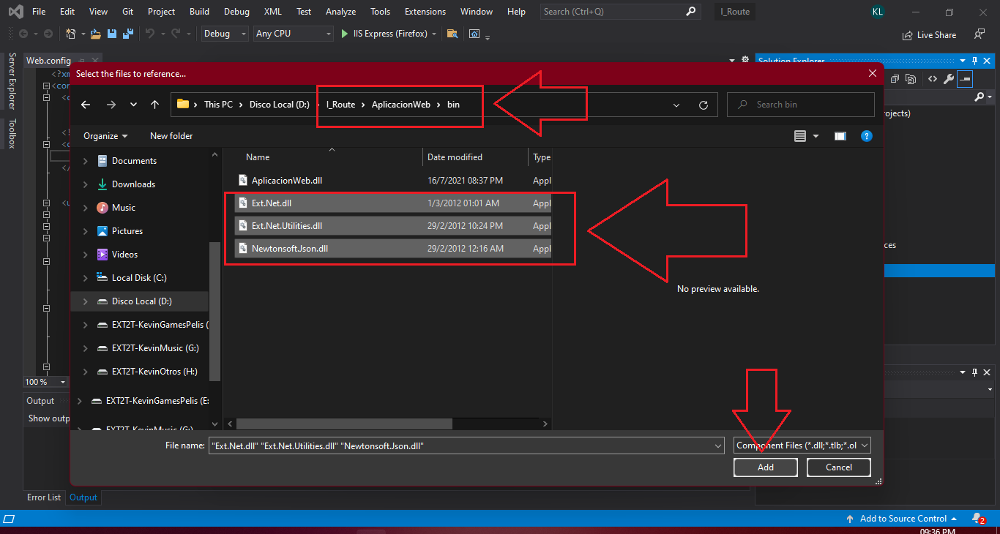 File Edit View Git Project Build Debug XML Test Analyze Tools Extensions Window Help Search (Ctrl+Q) I_Route KL
Debug Any CPU IIS Express (Firefox) Live Share
Server Explorer
Toolbox
Web.config Solution Explorer
<?xm
<con
<c
<!
<c
</
<u
Select the files to reference...
This PC Disco Local (D:) I_Route AplicacionWeb bin Search bin
Organize New folder
Name Date modified Type
Documents
Downloads
Music
Pictures
Videos
Local Disk (C:)
Disco Local (D:)
EXT2T-KevinGamesPelis (
EXT2T-KevinMusic (G:)
EXT2T-KevinOtros (H:)
EXT2T-KevinGamesPelis (E:
EXT2T-KevinMusic (G:)
AplicacionWeb.dll 16/7/2021 08:37 PM Appl
Ext.Net.dll 1/3/2012 01:01 AM Appl
Ext.Net.Utilities.dll 29/2/2012 10:24 PM Appl
Newtonsoft.Json.dll 29/2/2012 12:16 AM Appl
No preview available.
rojects)
ces
File name: "Ext.Net.dll" "Ext.Net.Utilities.dll" "Newtonsoft.Json.dll" Component Files (*.dll;*.tlb;*.ol
Add Cancel
100 %
Output
Show outp
Error List Output
Add to Source Control 2
09:36 PM